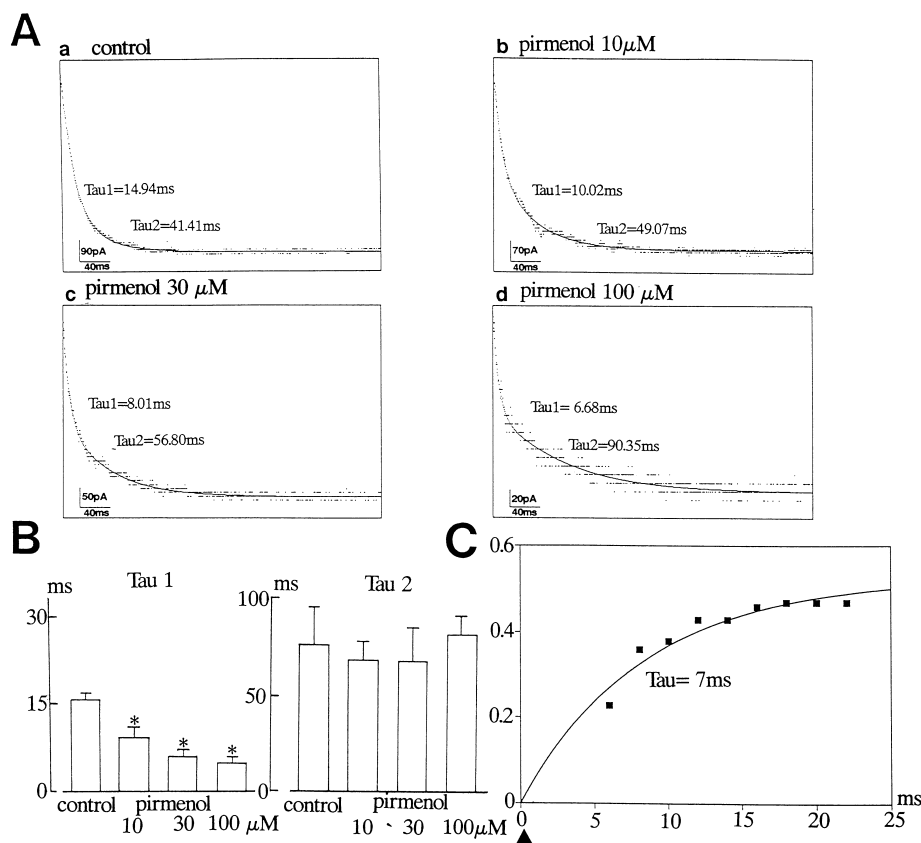 A
a control
Tau1=14.94ms
Tau2=41.41ms
90pA
40ms
b pirmenol 10μM
Tau1=10.02ms
Tau2=49.07ms
70pA
40ms
c pirmenol 30 μM
Tau1=8.01ms
Tau2=56.80ms
50pA
40ms
d pirmenol 100 μM
Tau1= 6.68ms
Tau2=90.35ms
20pA
40ms
B
ms Tau 1
30
15
0
* * *
control pirmenol
10 30 100 μM
ms Tau 2
100
50
0
control pirmenol
10 30 100μM
C
0.6
0.4
0.2
0
Tau= 7ms
ms
0 5 10 15 20 25